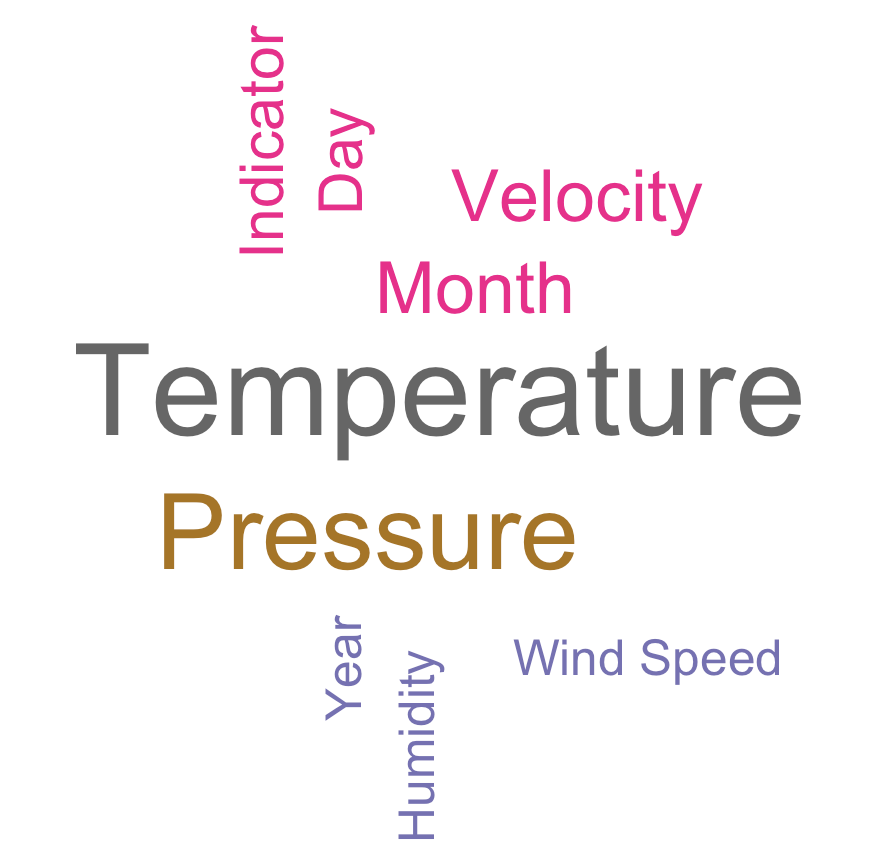 Indicator
Day
Velocity
Month
Temperature
Pressure
Year
Humidity
Wind Speed